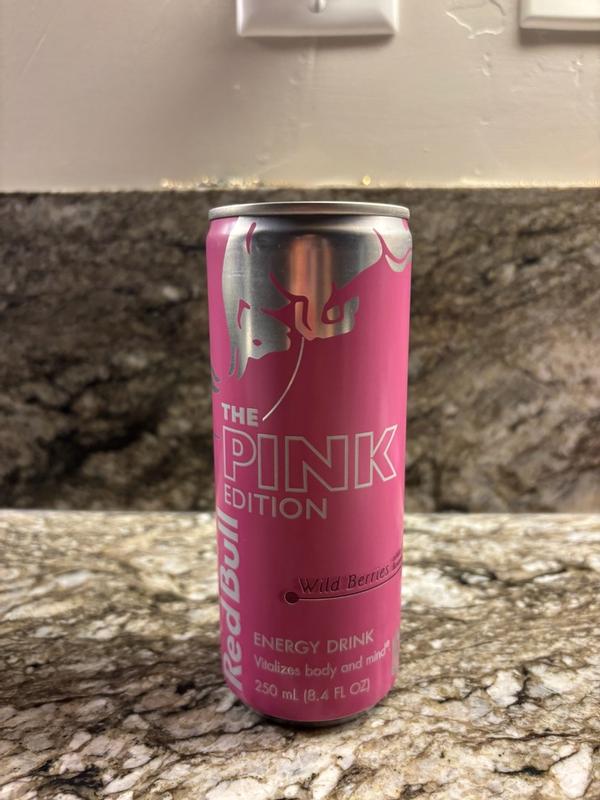 THE
PINK
EDITION
Red Bull
Wild Berries
ENERGY DRINK
Vitalizes body and mind®
250 mL (8.4 FL OZ)